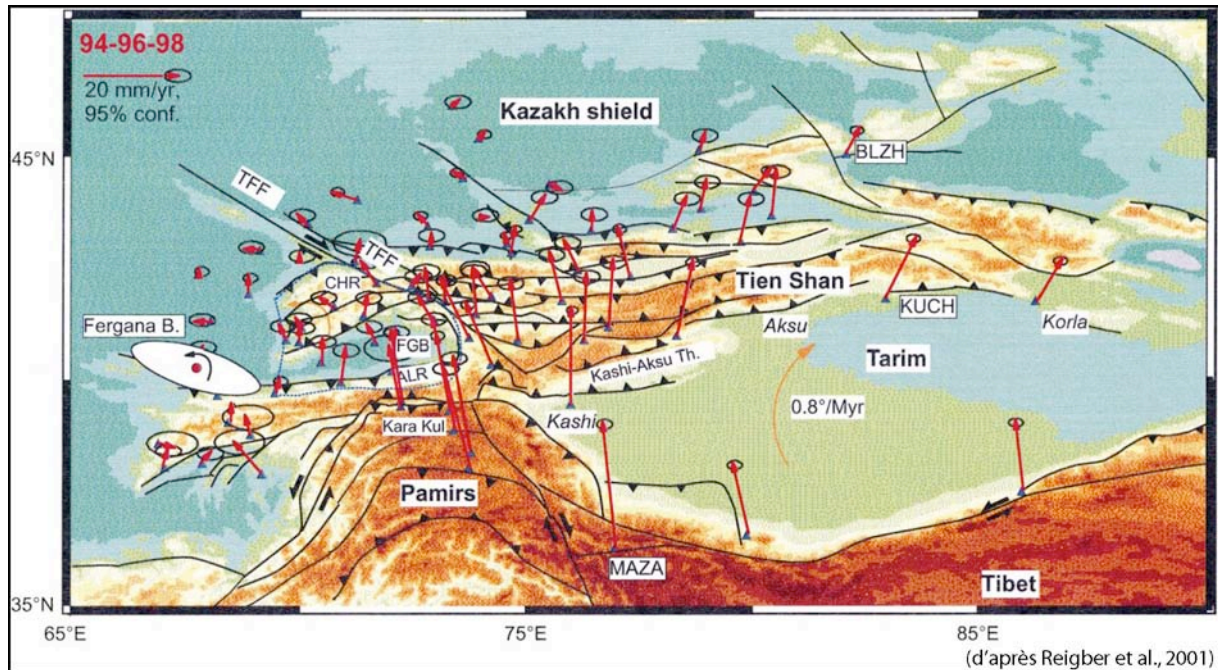 94-96-98
20 mm/yr,
95% conf.
Kazakh shield
45°N
BLZH
TFF
TFF
CHR
Tien Shan
KUCH
Fergana B.
Aksu
Korla
FGB
Kashi-Aksu Th.
Tarim
ALR
Kara Kul
Kashi
0.8°/Myr
Pamirs
MAZA
Tibet
35°N
65°E
75°E
85°E
(d'après Reigber et al., 2001)